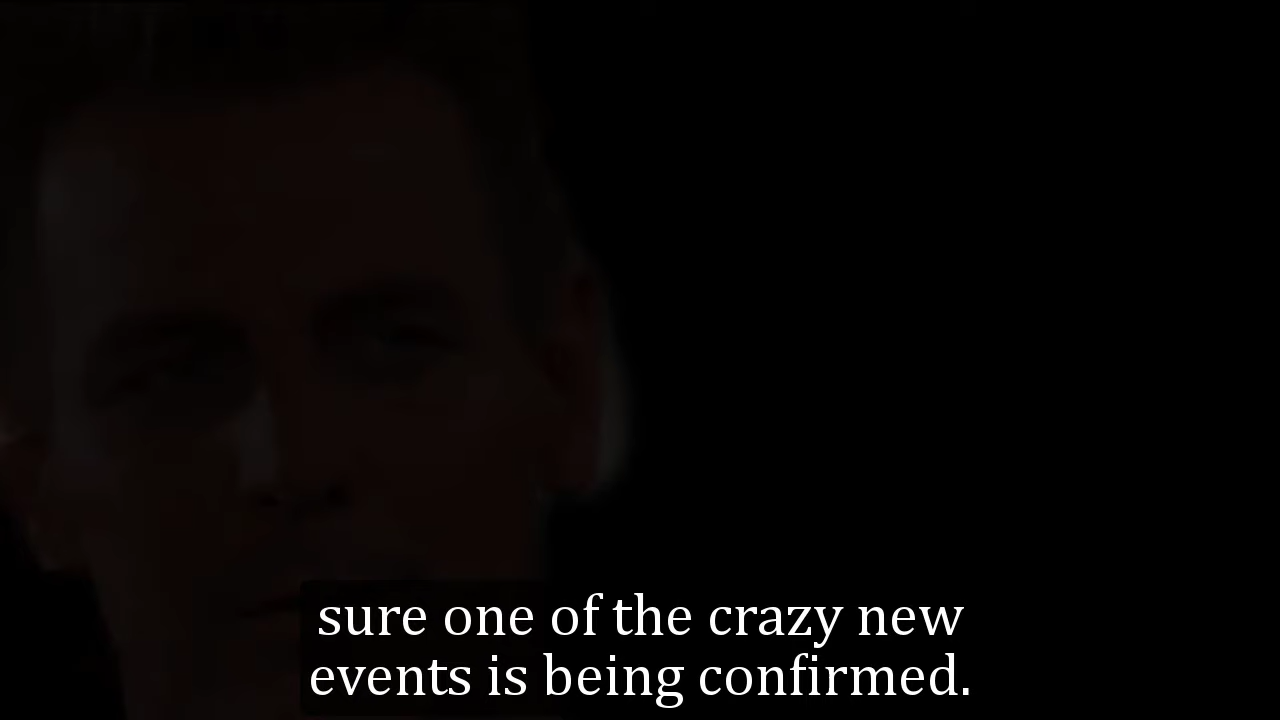 sure one of the crazy new
events is being confirmed.